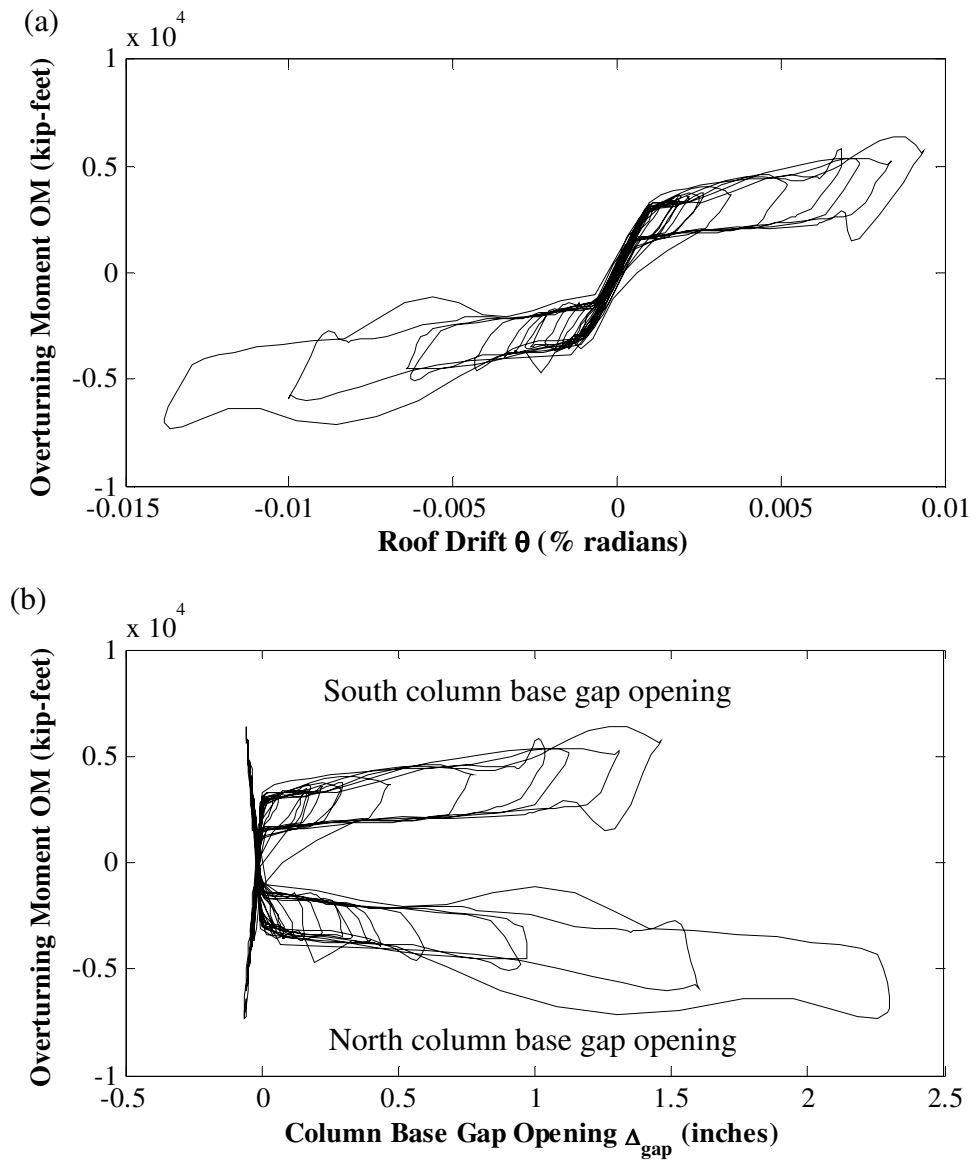 (a)
x 10^4
1
0.5
0
-0.5
-1
-0.015 -0.01 -0.005 0 0.005 0.01
Overturning Moment OM (kip-feet)
Roof Drift θ (% radians)
(b)
x 10^4
1
0.5
0
-0.5
-1
-0.5 0 0.5 1 1.5 2 2.5
Overturning Moment OM (kip-feet)
South column base gap opening
North column base gap opening
Column Base Gap Opening Δgap (inches)